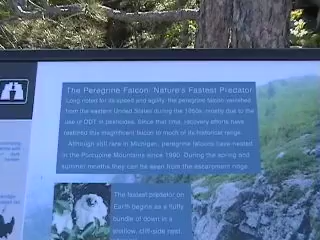 The Peregrine Falcon: Nature's Fastest Predator
Long noted for its speed and agility, the peregrine falcon vanished
from the eastern United States during the 1960s, mostly due to the
use of DDT in pesticides. Since that time, recovery efforts have
restored this magnificent falcon to much of its historical range.
Although still rare in Michigan, peregrine falcons have nested
in the Porcupine Mountains since 1990. During the spring and
summer months they can be seen from the escarpment range.
The fastest predator on
Earth begins as a fluffy
bundle of down in a
shallow, cliff-side nest.